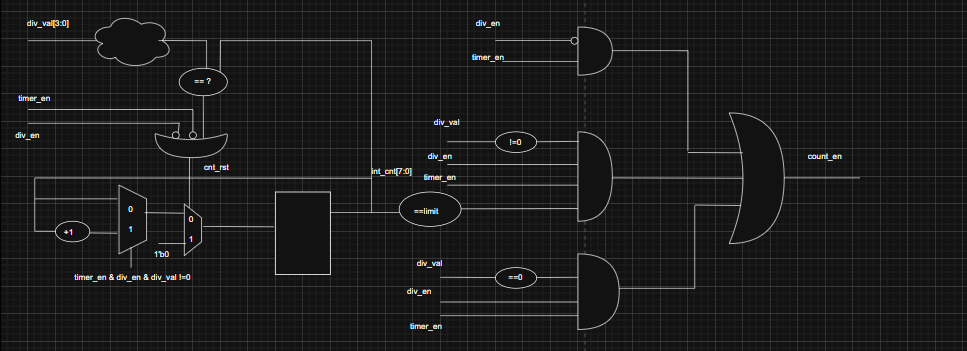 div_val[3:0]
== ?
timer_en
div_en
cnt_rst
int_cnt[7:0]
0
1
+1
0
1
1'b0
timer_en & div_en & div_val !=0
div_en
timer_en
div_val
!=0
div_en
timer_en
==limit
div_val
==0
div_en
timer_en
count_en